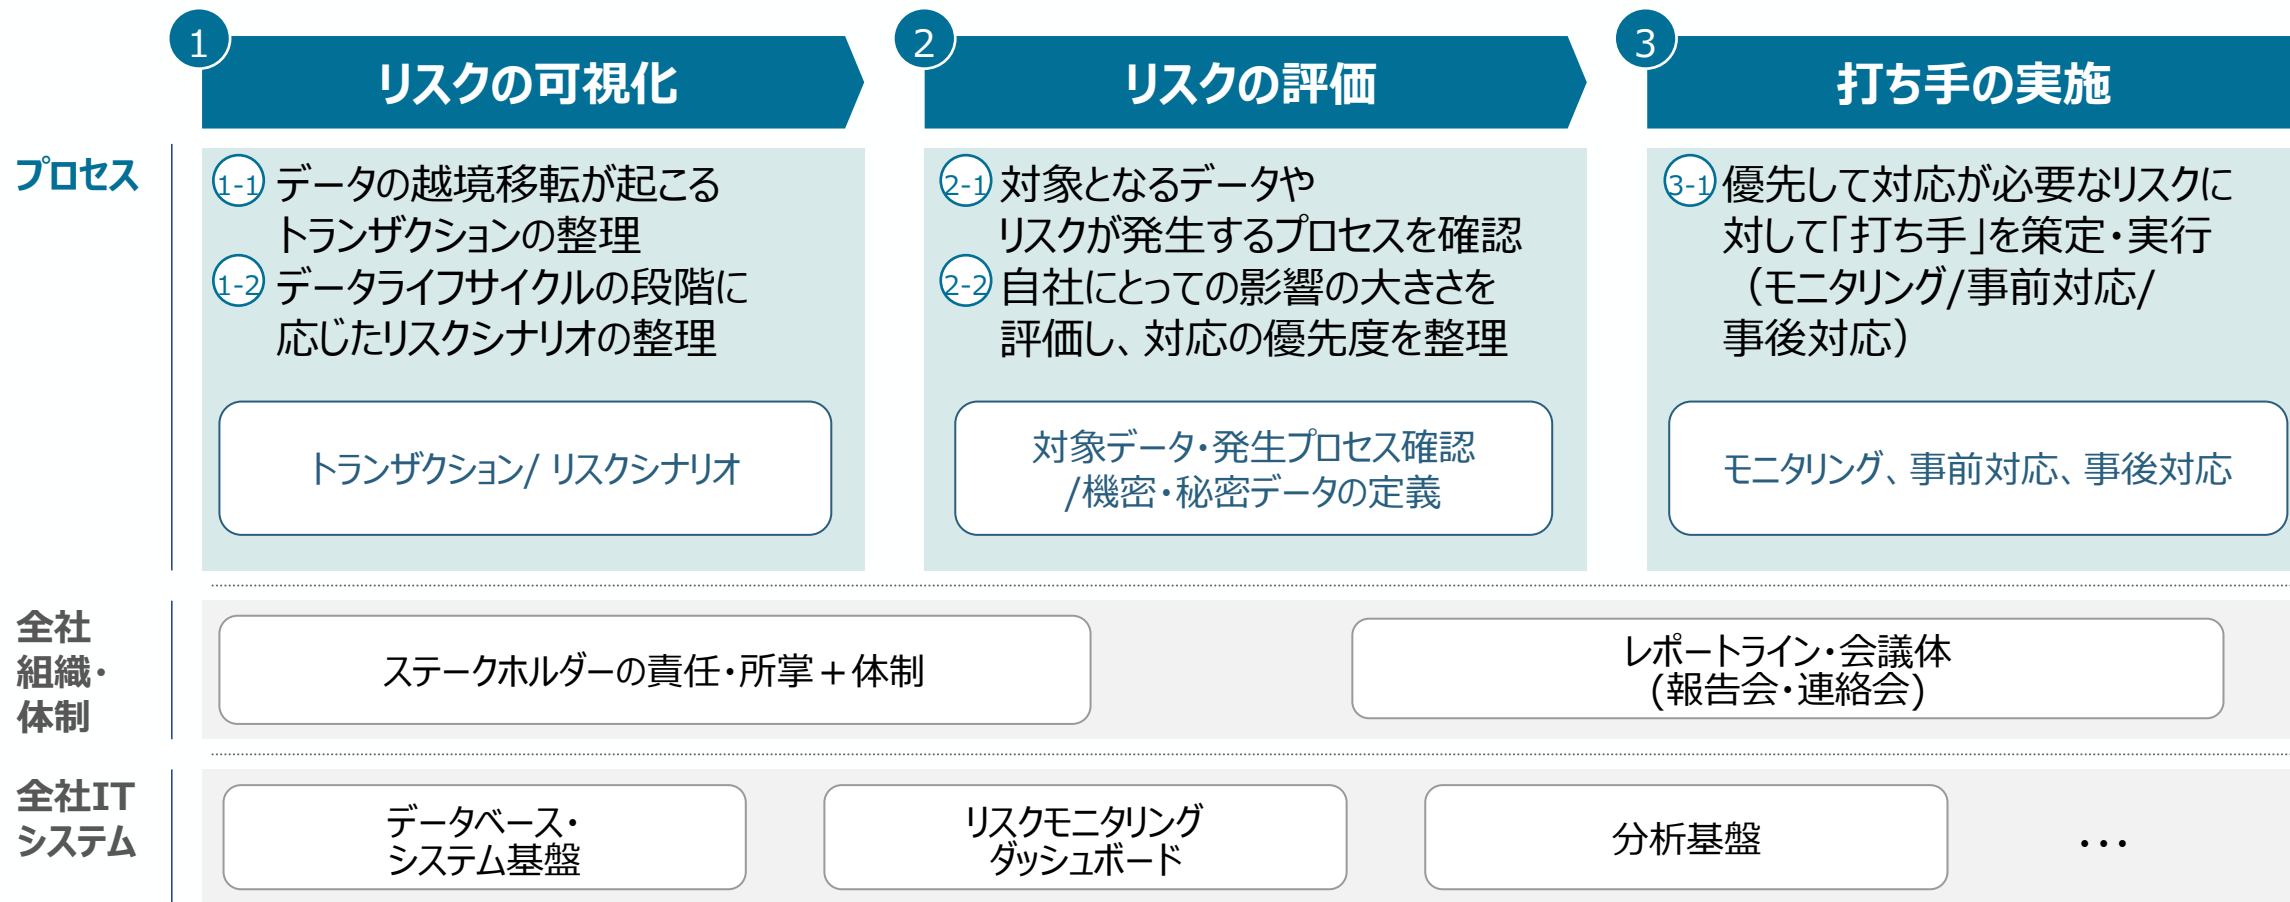 1
リスクの可視化
2
リスクの評価
3
打ち手の実施
プロセス
1-1 データの越境移転が起こる
トランザクションの整理
1-2 データライフサイクルの段階に
応じたリスクシナリオの整理
トランザクション/ リスクシナリオ
2-1 対象となるデータや
リスクが発生するプロセスを確認
2-2 自社にとっての影響の大きさを
評価し、対応の優先度を整理
対象データ・発生プロセス確認
/機密・秘密データの定義
3-1 優先して対応が必要なリスクに
対して「打ち手」を策定・実行
（モニタリング/事前対応/
事後対応）
モニタリング、事前対応、事後対応
全社
組織・
体制
ステークホルダーの責任・所掌＋体制
レポートライン・会議体
(報告会・連絡会)
全社IT
システム
データベース・
システム基盤
リスクモニタリング
ダッシュボード
分析基盤
…